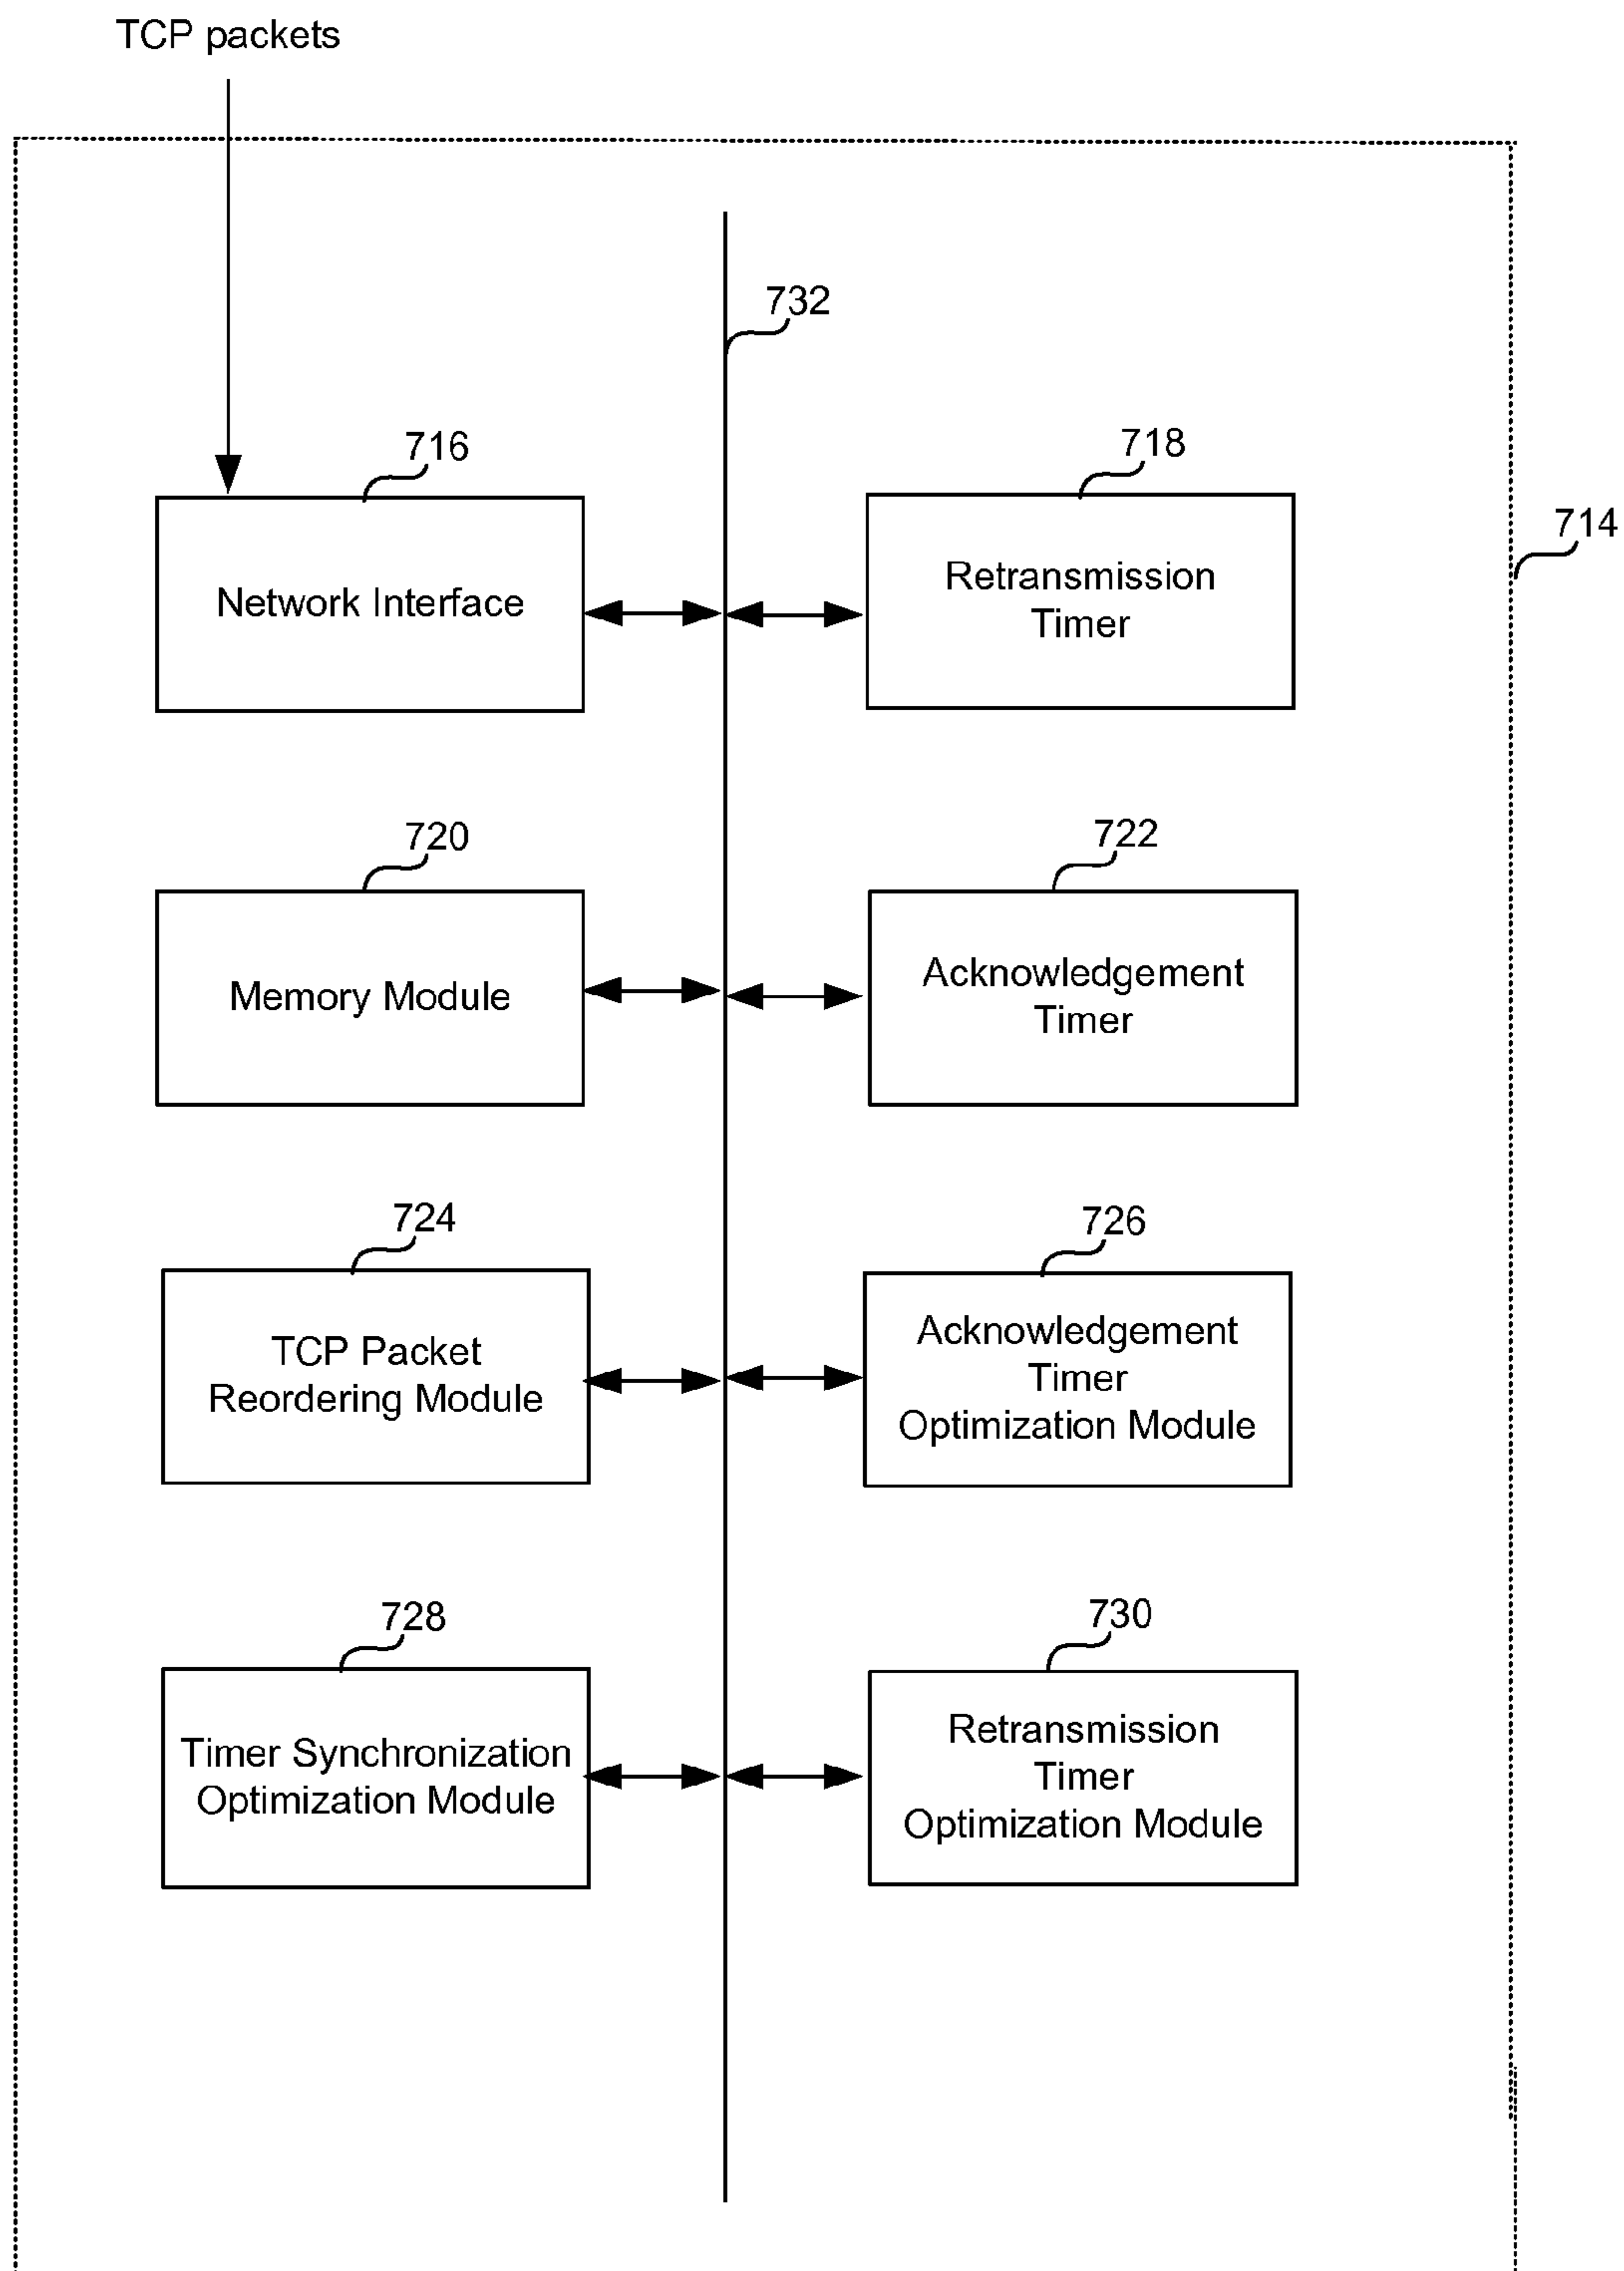 TCP packets
732
716
718
714
Network Interface
Retransmission
Timer
720
722
Memory Module
Acknowledgement
Timer
724
726
TCP Packet
Reordering Module
Acknowledgement
Timer
Optimization Module
728
730
Timer Synchronization
Optimization Module
Retransmission
Timer
Optimization Module